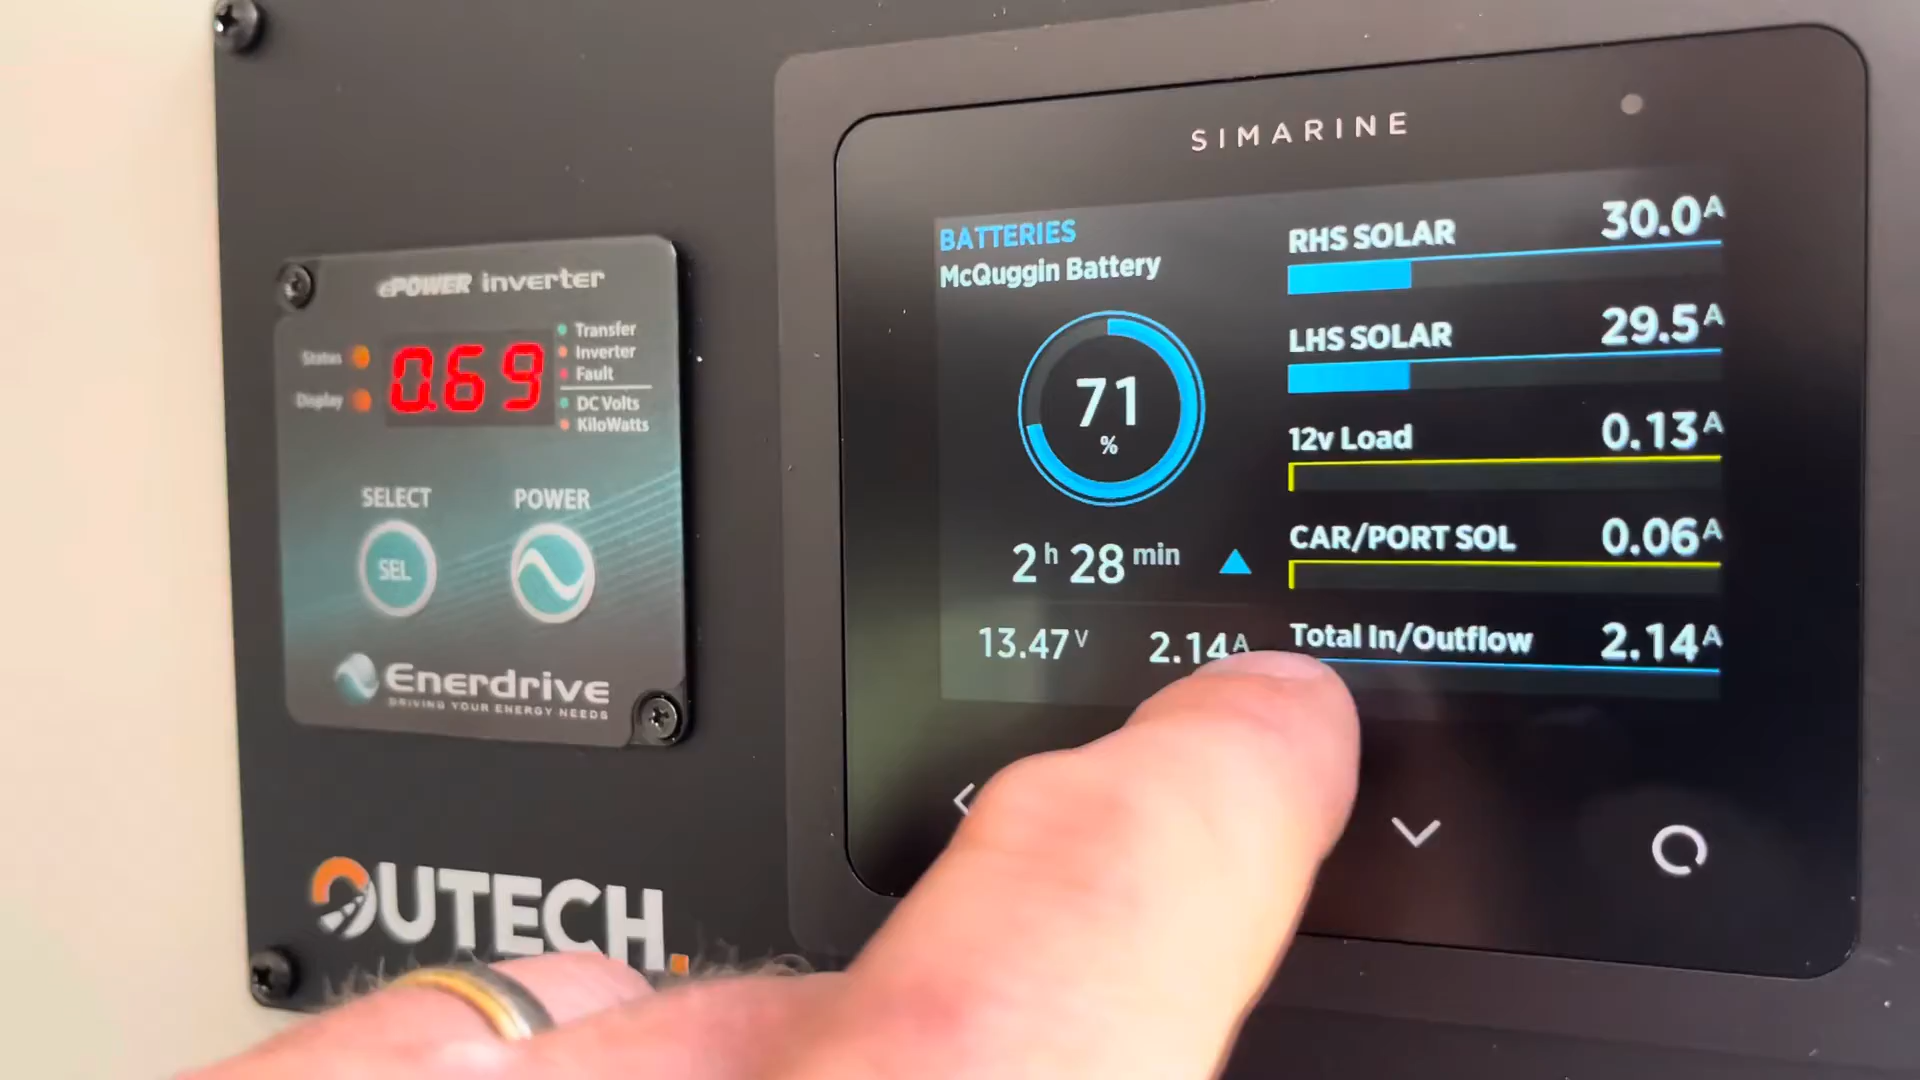 ePOWER inverter
Status
Display
0.69
Transfer
Inverter
Fault
DC Volts
KiloWatts
SELECT
POWER
SEL
Enerdrive
DRIVING YOUR ENERGY NEEDS
OUTECH.
SIMARINE
BATTERIES
McQuggin Battery
71
%
2 h 28 min
13.47 V
2.14 A
RHS SOLAR 30.0 A
LHS SOLAR 29.5 A
12v Load 0.13 A
CAR/PORT SOL 0.06 A
Total In/Outflow 2.14 A